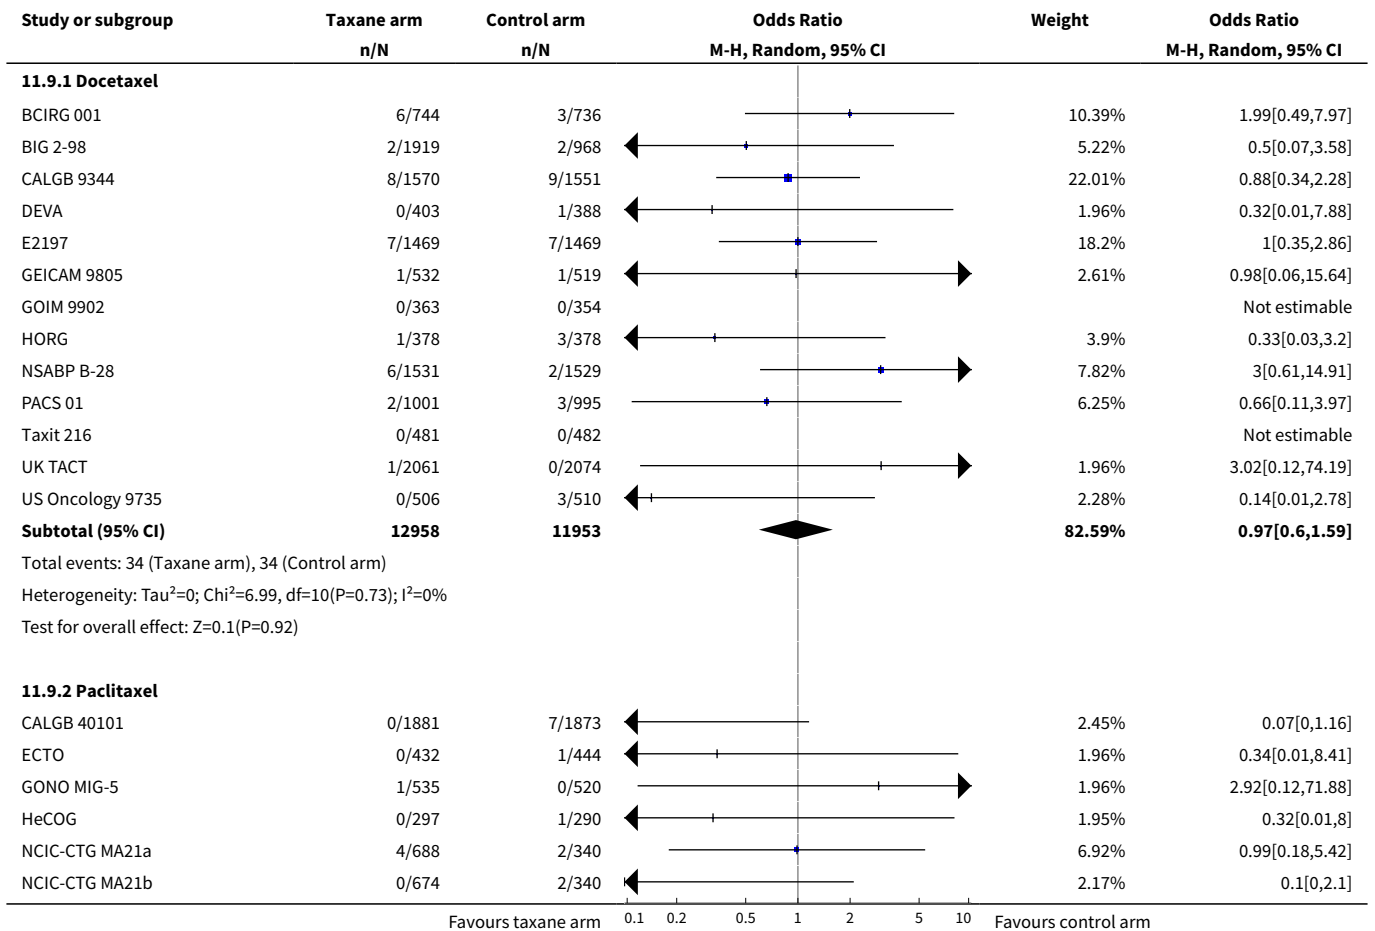 Study or subgroup Taxane arm Control arm Odds Ratio Weight Odds Ratio
n/N n/N M-H, Random, 95% CI M-H, Random, 95% CI
11.9.1 Docetaxel
BCIRG 001 6/744 3/736 10.39% 1.99[0.49,7.97]
BIG 2-98 2/1919 2/968 5.22% 0.5[0.07,3.58]
CALGB 9344 8/1570 9/1551 22.01% 0.88[0.34,2.28]
DEVA 0/403 1/388 1.96% 0.32[0.01,7.88]
E2197 7/1469 7/1469 18.2% 1[0.35,2.86]
GEICAM 9805 1/532 1/519 2.61% 0.98[0.06,15.64]
GOIM 9902 0/363 0/354 Not estimable
HORG 1/378 3/378 3.9% 0.33[0.03,3.2]
NSABP B-28 6/1531 2/1529 7.82% 3[0.61,14.91]
PACS 01 2/1001 3/995 6.25% 0.66[0.11,3.97]
Taxit 216 0/481 0/482 Not estimable
UK TACT 1/2061 0/2074 1.96% 3.02[0.12,74.19]
US Oncology 9735 0/506 3/510 2.28% 0.14[0.01,2.78]
Subtotal (95% CI) 12958 11953 82.59% 0.97[0.6,1.59]
Total events: 34 (Taxane arm), 34 (Control arm)
Heterogeneity: Tau²=0; Chi²=6.99, df=10(P=0.73); I²=0%
Test for overall effect: Z=0.1(P=0.92)
11.9.2 Paclitaxel
CALGB 40101 0/1881 7/1873 2.45% 0.07[0,1.16]
ECTO 0/432 1/444 1.96% 0.34[0.01,8.41]
GONO MIG-5 1/535 0/520 1.96% 2.92[0.12,71.88]
HeCOG 0/297 1/290 1.95% 0.32[0.01,8]
NCIC-CTG MA21a 4/688 2/340 6.92% 0.99[0.18,5.42]
NCIC-CTG MA21b 0/674 2/340 2.17% 0.1[0,2.1]
Favours taxane arm 0.1 0.2 0.5 1 2 5 10 Favours control arm